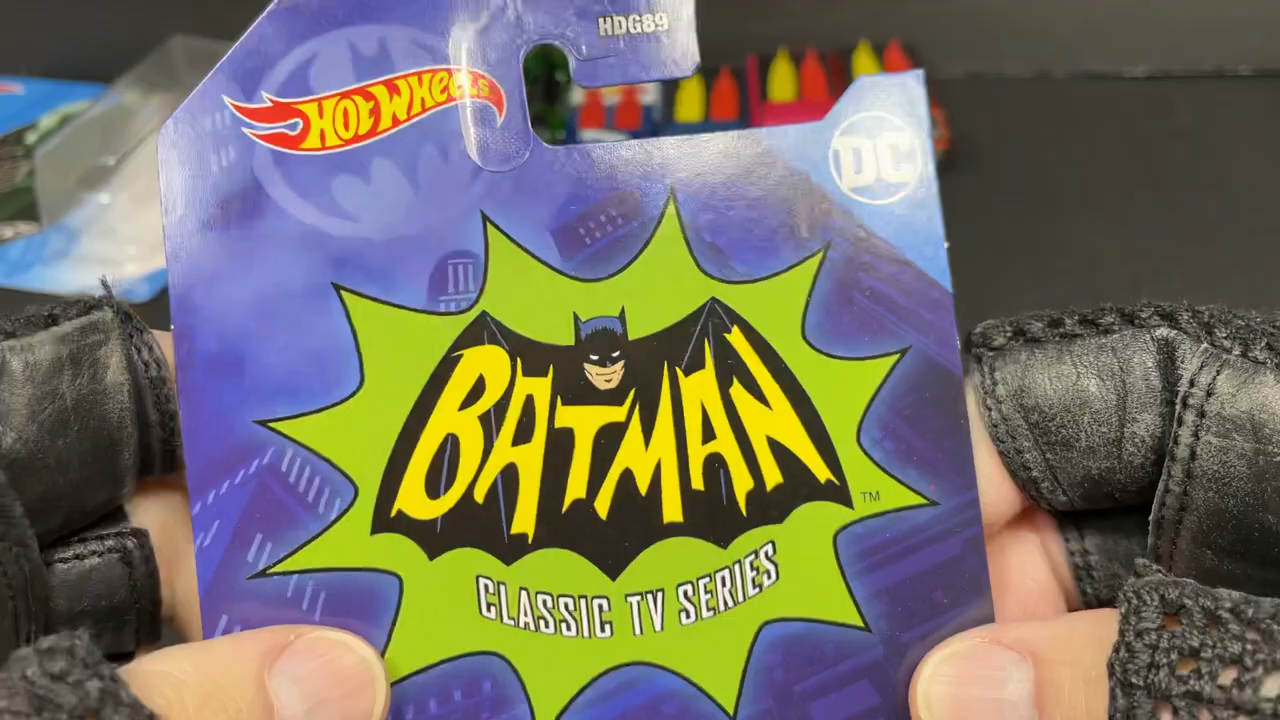 HDG89
HOT WHEELS
DC
BATMAN
TM
CLASSIC TV SERIES